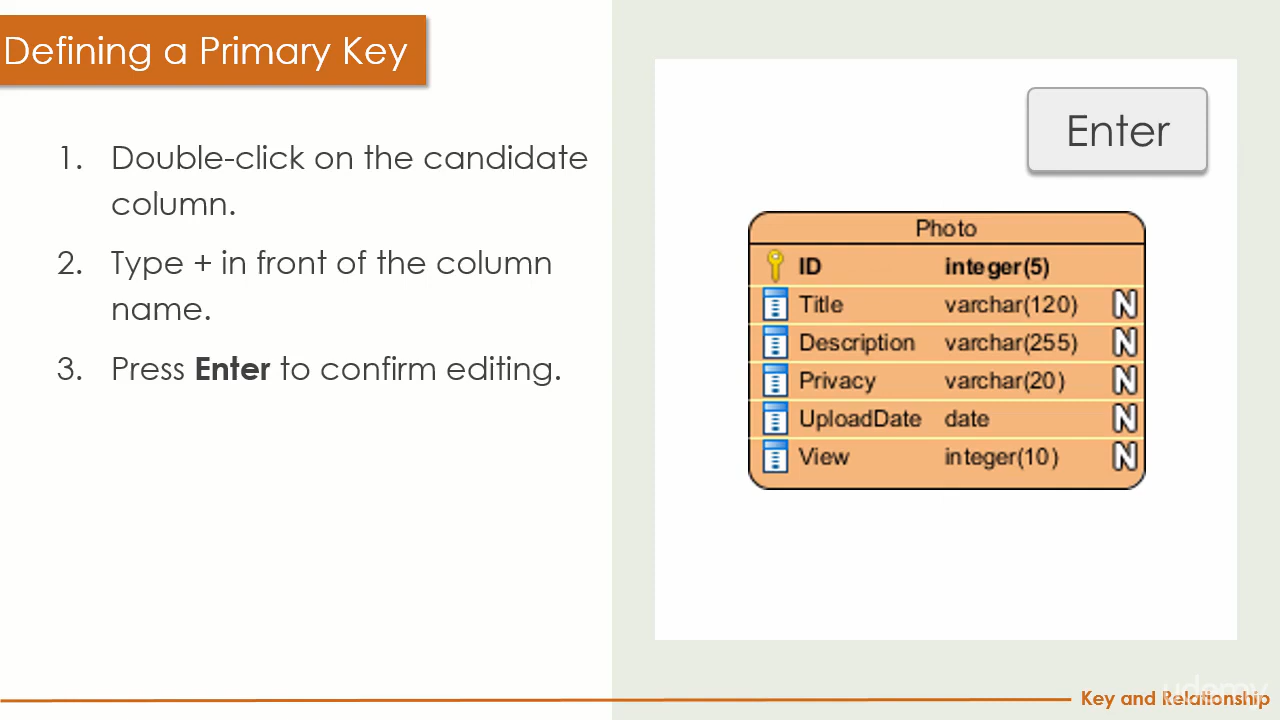 Defining a Primary Key
1. Double-click on the candidate
column.
2. Type + in front of the column
name.
3. Press Enter to confirm editing.
Enter
Photo
ID integer(5)
Title varchar(120) N
Description varchar(255) N
Privacy varchar(20) N
UploadDate date N
View integer(10) N
Key and Relationship
udemy